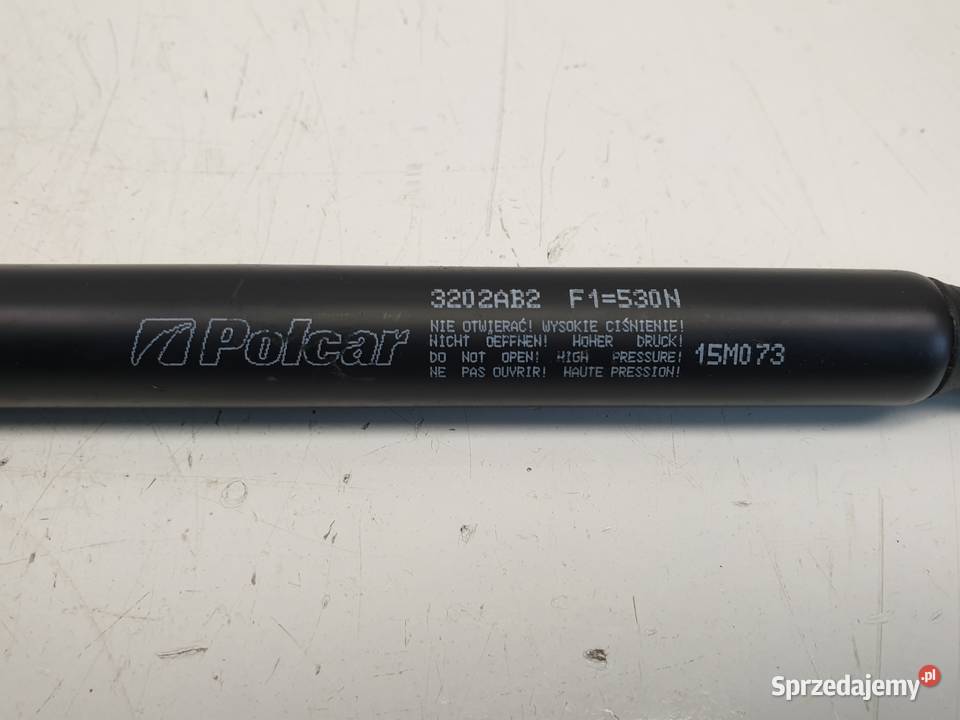 3202AB2 F1=530N
Polcar
NIE OTWIERAĆ! WYSOKIE CIŚNIENIE!
NICHT OEFFNEN! HOHER DRUCK!
DO NOT OPEN! HIGH PRESSURE!
NE PAS OUVRIR! HAUTE PRESSION!
15M073
Sprzedajemy.pl